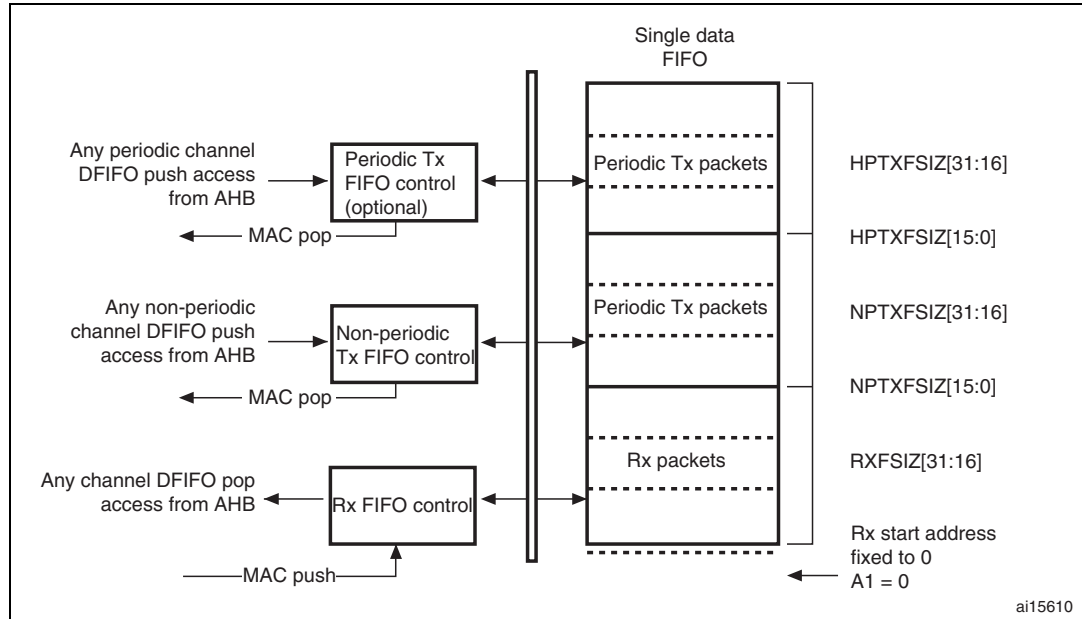 Single data
FIFO
Any periodic channel
DFIFO push access
from AHB
Periodic Tx
FIFO control
(optional)
MAC pop
Periodic Tx packets
HPTXFSIZ[31:16]
HPTXFSIZ[15:0]
Any non-periodic
channel DFIFO push
access from AHB
Non-periodic
Tx FIFO control
MAC pop
Periodic Tx packets
NPTXFSIZ[31:16]
NPTXFSIZ[15:0]
Any channel DFIFO pop
access from AHB
Rx FIFO control
MAC push
Rx packets
RXFSIZ[31:16]
Rx start address
fixed to 0
A1 = 0
ai15610